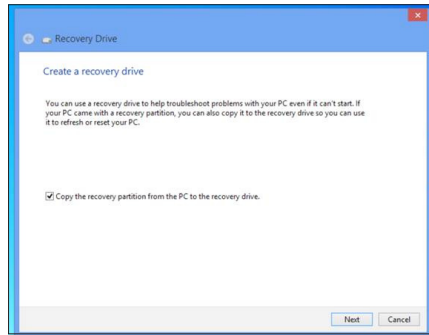 Recovery Drive
Create a recovery drive
You can use a recovery drive to help troubleshoot problems with your PC even if it can't start. If
your PC came with a recovery partition, you can also copy it to the recovery drive so you can use
it to refresh or reset your PC.
Copy the recovery partition from the PC to the recovery drive.
Next Cancel